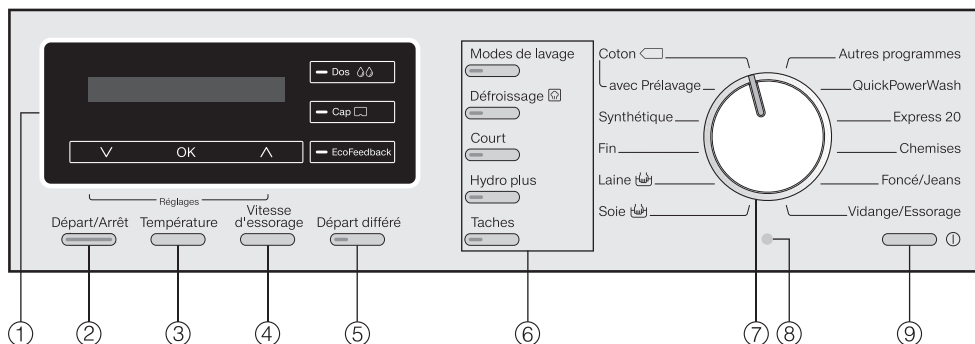 Dos
Cap
EcoFeedback
OK
Réglages
Départ/Arrêt
Température
Vitesse
d'essorage
Départ différé
Modes de lavage
Défroissage
Court
Hydro plus
Taches
Coton
avec Prélavage
Synthétique
Fin
Laine
Soie
Autres programmes
QuickPowerWash
Express 20
Chemises
Foncé/Jeans
Vidange/Essorage
1
2
3
4
5
6
7
8
9